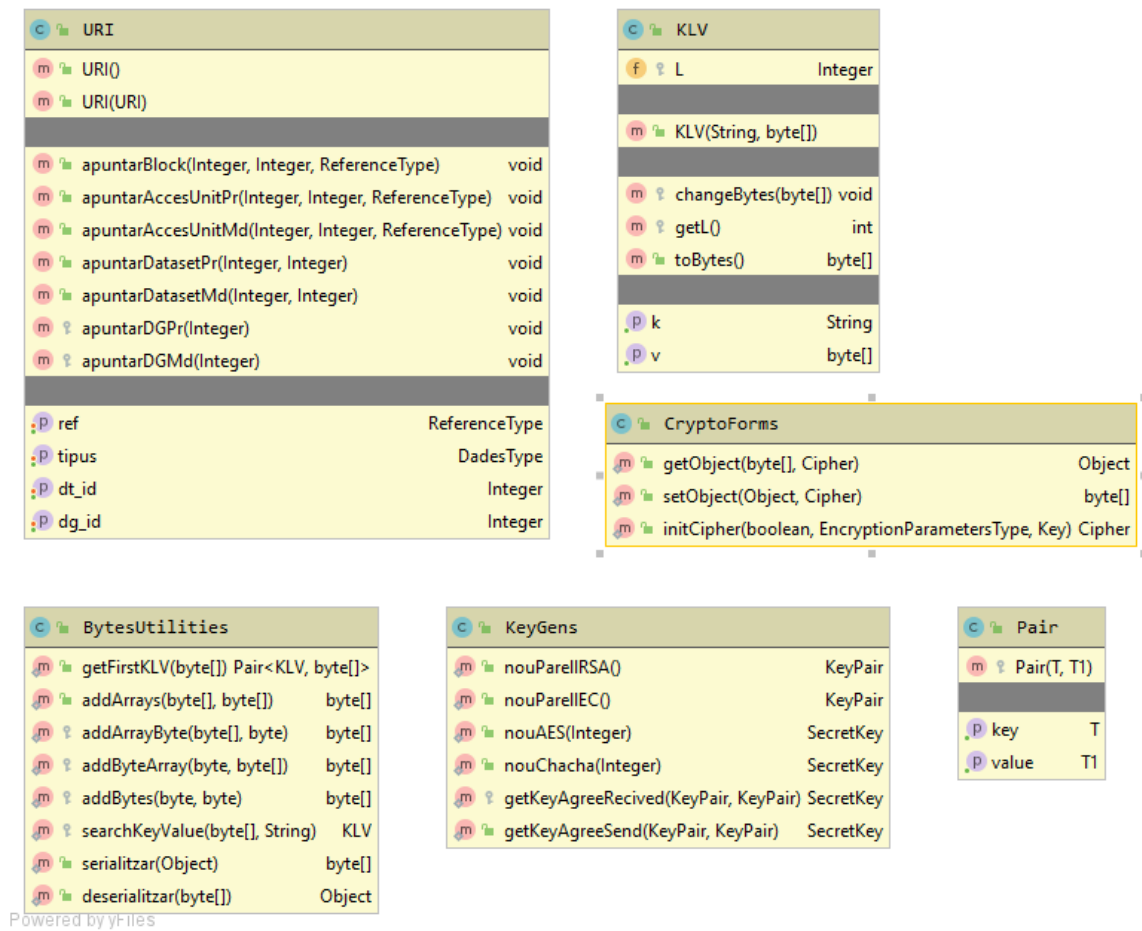 URI
URI()
URI(URI)
apuntarBlock(Integer, Integer, ReferenceType) void
apuntarAccesUnitPr(Integer, Integer, ReferenceType) void
apuntarAccesUnitMd(Integer, Integer, ReferenceType) void
apuntarDatasetPr(Integer, Integer) void
apuntarDatasetMd(Integer, Integer) void
apuntarDGPr(Integer) void
apuntarDGMd(Integer) void
ref ReferenceType
tipus DadesType
dt_id Integer
dg_id Integer
KLV
L Integer
KLV(String, byte[])
changeBytes(byte[]) void
getL() int
toBytes() byte[]
k String
v byte[]
CryptoForms
getObject(byte[], Cipher) Object
setObject(Object, Cipher) byte[]
initCipher(boolean, EncryptionParametersType, Key) Cipher
BytesUtilities
getFirstKLV(byte[]) Pair<KLV, byte[]>
addArrays(byte[], byte[]) byte[]
addArrayByte(byte[], byte) byte[]
addByteArray(byte, byte[]) byte[]
addBytes(byte, byte) byte[]
searchKeyValue(byte[], String) KLV
serialitzar(Object) byte[]
deserialitzar(byte[]) Object
KeyGens
nouParellRSA() KeyPair
nouParellEC() KeyPair
nouAES(Integer) SecretKey
nouChacha(Integer) SecretKey
getKeyAgreeRecived(KeyPair, KeyPair) SecretKey
getKeyAgreeSend(KeyPair, KeyPair) SecretKey
Pair
Pair(T, T1)
key T
value T1
Powered by yFiles